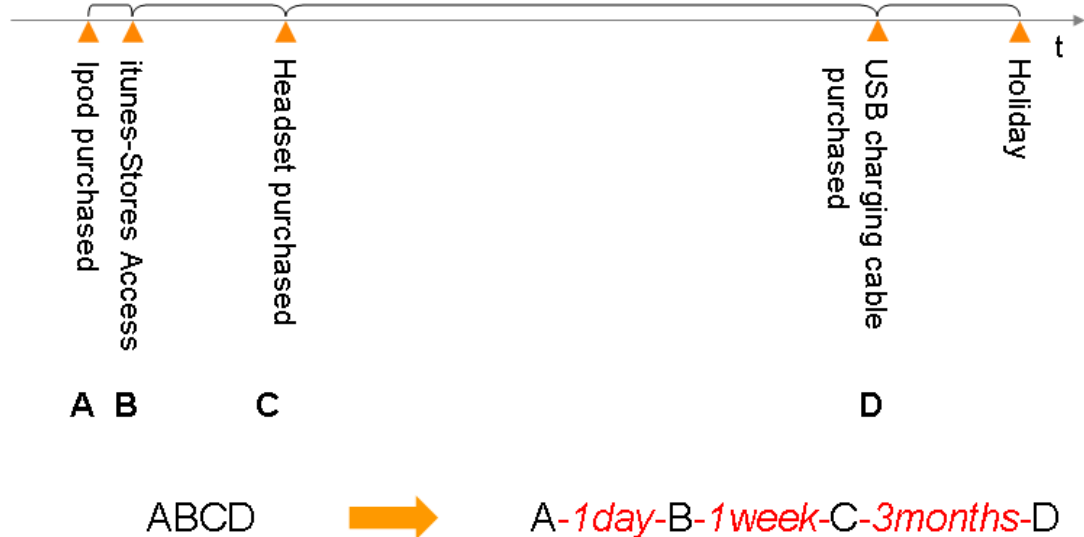 t
Ipod purchased
itunes-Stores Access
Headset purchased
USB charging cable
purchased
Holiday
A B C D
ABCD
A-1day-B-1week-C-3months-D